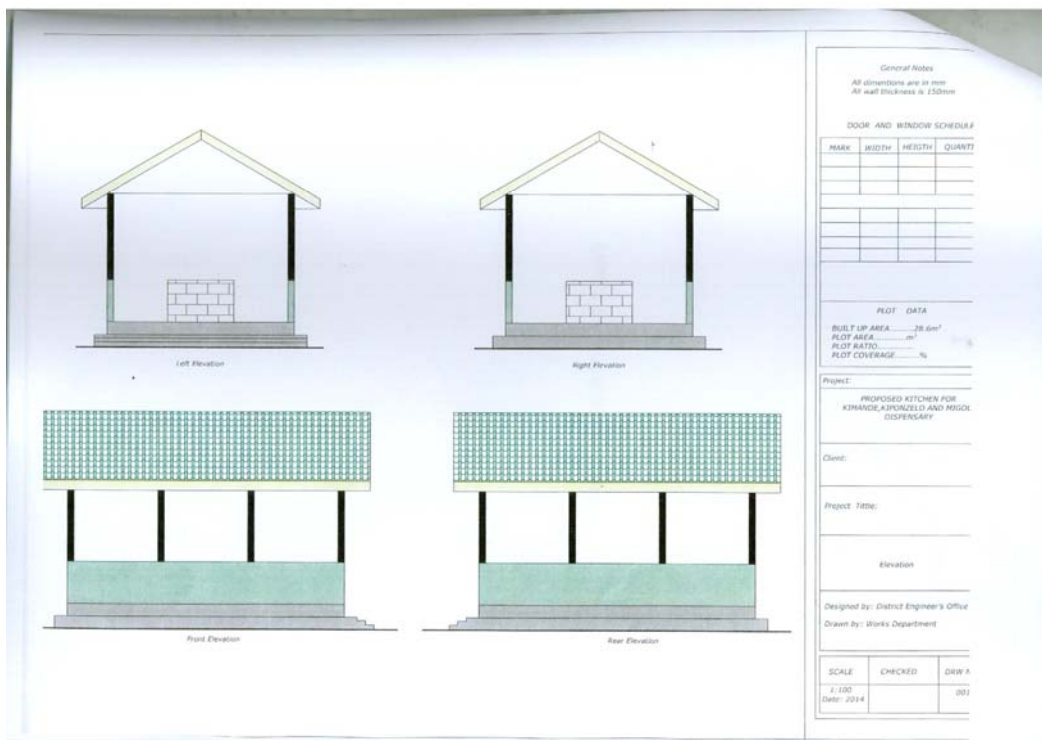 Left Elevation
Right Elevation
Front Elevation
Rear Elevation
General Notes
All dimentions are in mm
All wall thickness is 150mm
DOOR AND WINDOW SCHEDULE
MARK WIDTH HEIGTH QUANTI
PLOT DATA
BUILT UP AREA.........28.6m²
PLOT AREA...........m²
PLOT RATIO.............
PLOT COVERAGE.........%
Project:
PROPOSED KITCHEN FOR
KIMANDE,KIPONZELO AND MIGOL
DISPENSARY
Client:
Project Tittle:
Elevation
Designed by: District Engineer's Office
Drawn by: Works Department
SCALE CHECKED DRW
1:100 001
Date: 2014